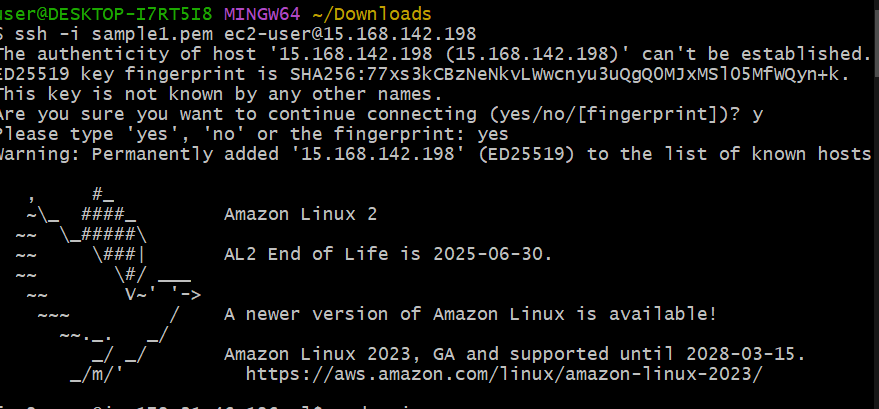 user@DESKTOP-I7RT5I8 MINGW64 ~/Downloads
$ ssh -i sample1.pem ec2-user@15.168.142.198
The authenticity of host '15.168.142.198 (15.168.142.198)' can't be established.
ED25519 key fingerprint is SHA256:77xs3kCBzNeNkvLWwcnyu3uQgQ0MJxMSl05MfWQyn+k.
This key is not known by any other names.
Are you sure you want to continue connecting (yes/no/[fingerprint])? y
Please type 'yes', 'no' or the fingerprint: yes
Warning: Permanently added '15.168.142.198' (ED25519) to the list of known hosts
   ,     #_
   ~\_  ####_        Amazon Linux 2
  ~~  \_#####\
  ~~     \###|       AL2 End of Life is 2025-06-30.
  ~~       \#/ ___
   ~~       V~' '->
    ~~~         /    A newer version of Amazon Linux is available!
      ~~._.   _/
         _/ _/       Amazon Linux 2023, GA and supported until 2028-03-15.
       _/m/'           https://aws.amazon.com/linux/amazon-linux-2023/